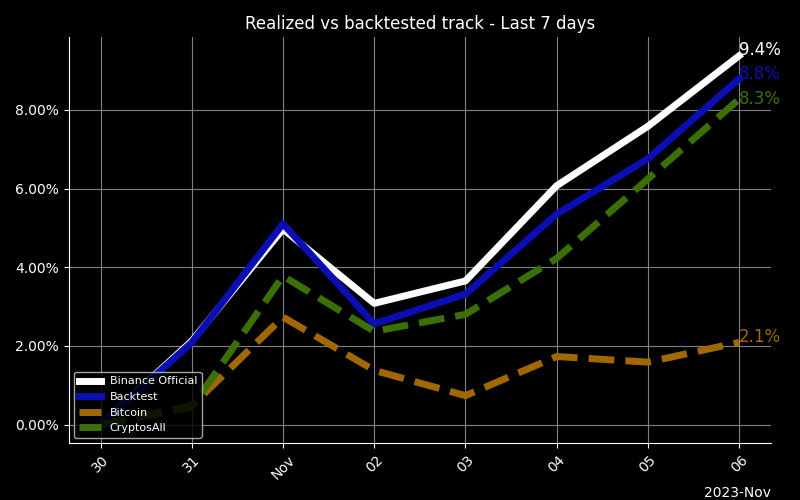 Realized vs backtested track - Last 7 days
9.4%
8.8%
8.3%
8.00%
6.00%
4.00%
2.1%
2.00%
0.00%
Binance Official
Backtest
Bitcoin
CryptosAll
30 31 Nov 02 03 04 05 06
2023-Nov